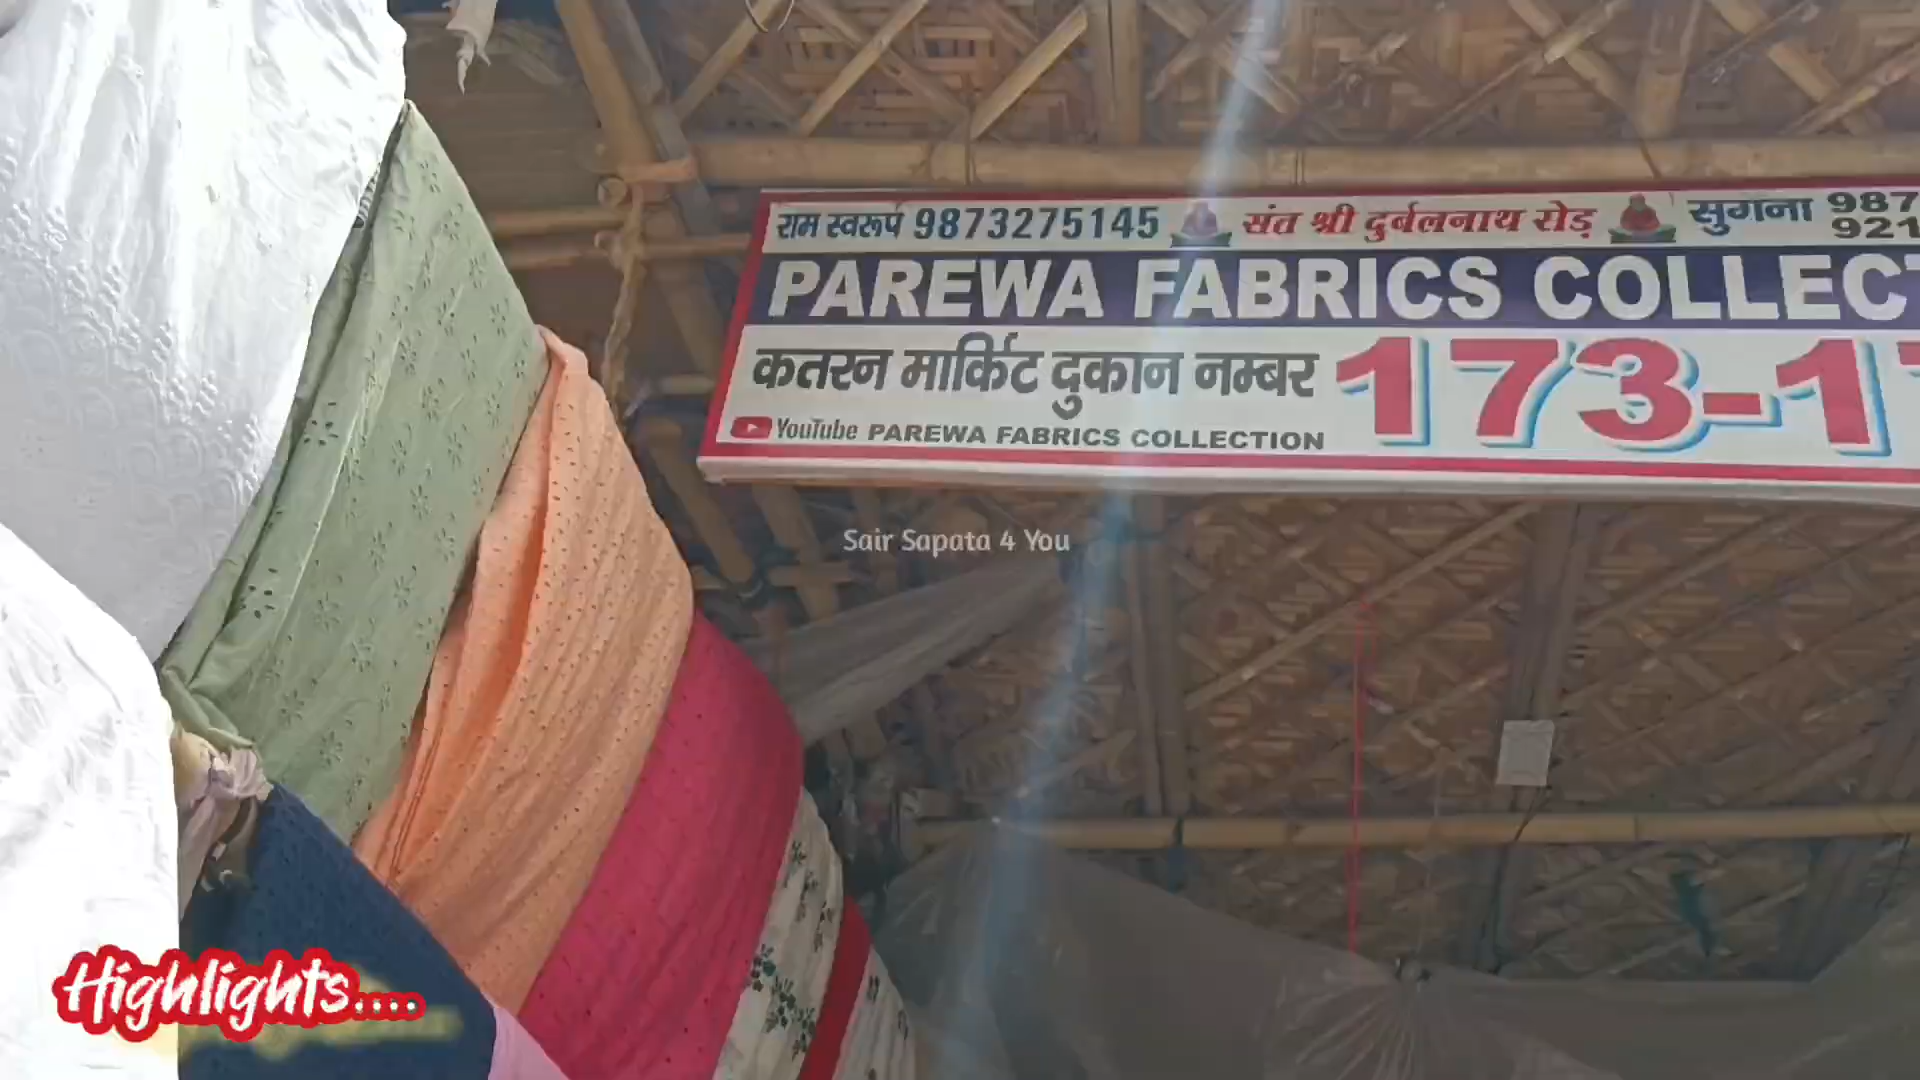 राम स्वरूप 9873275145 संत श्री दुर्बलनाथ सेड़ सुगना 987
921
PAREWA FABRICS COLLECT
कतरन मार्किट दुकान नम्बर 173-17
YouTube PAREWA FABRICS COLLECTION
Sair Sapata 4 You
Highlights....